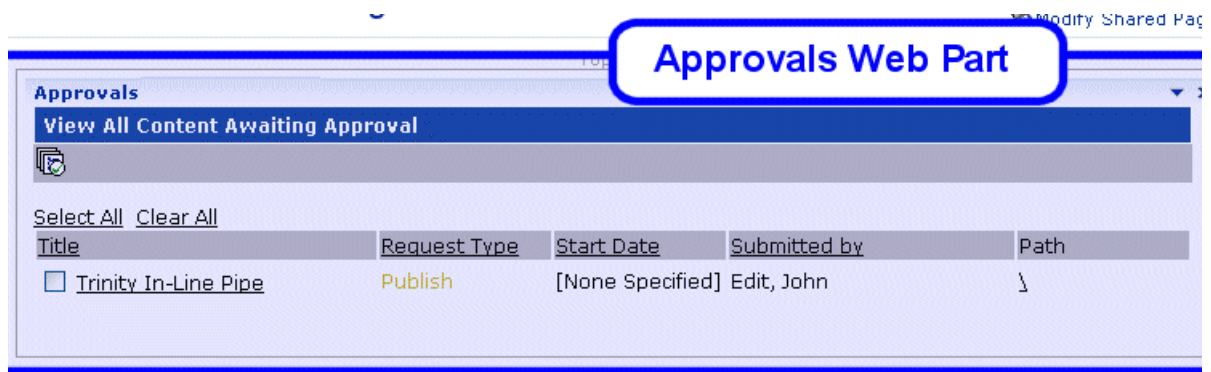 Modify Shared Pag
Approvals Web Part
Approvals
View All Content Awaiting Approval
Select All Clear All
Title Request Type Start Date Submitted by Path
Trinity In-Line Pipe Publish [None Specified] Edit, John \